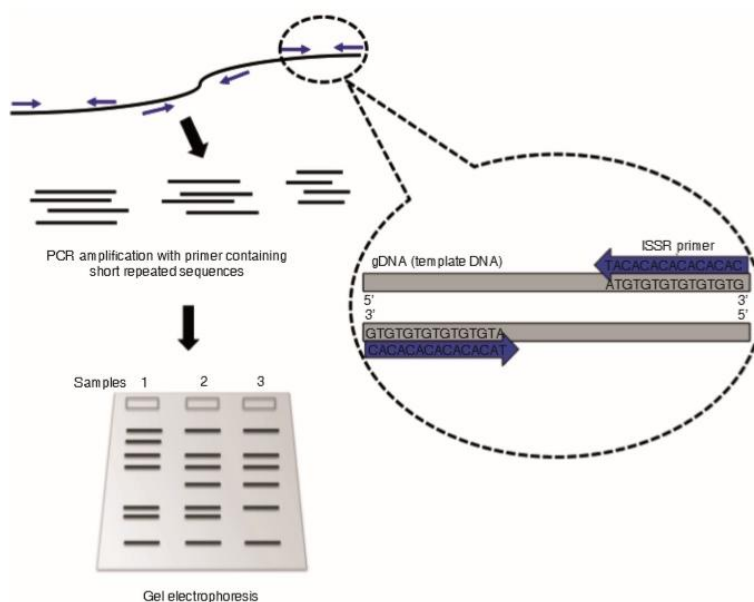 PCR amplification with primer containing
short repeated sequences
Samples 1 2 3
Gel electrophoresis
ISSR primer
gDNA (template DNA)
TACACACACACACAC
ATGTGTGTGTGTGTG
5' 3'
3' 5'
GTGTGTGTGTGTGTA
CACACACACACACAT